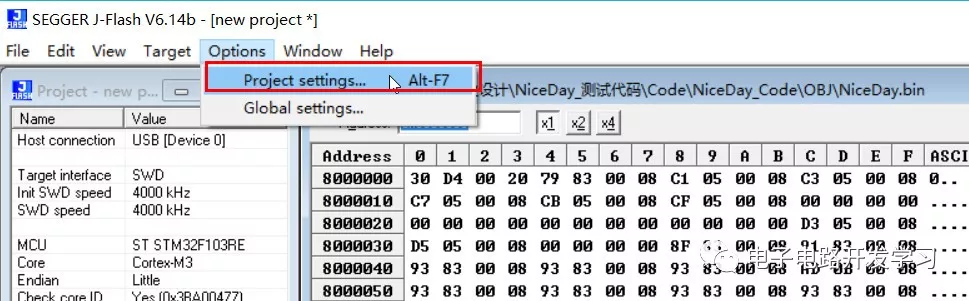 SEGGER J-Flash V6.14b - [new project *]
File Edit View Target Options Window Help
Project settings... Alt-F7
Global settings...
Project - new p...
设计\NiceDay_测试代码\Code\NiceDay_Code\OBJ\NiceDay.bin
x1 x2 x4
Name Value
Host connection USB [Device 0]
Target interface SWD
Init SWD speed 4000 kHz
SWD speed 4000 kHz
MCU ST STM32F103RE
Core Cortex-M3
Endian Little
Check core ID Yes (0x3BA00477)
Address 0 1 2 3 4 5 6 7 8 9 A B C D E F ASCI
8000000 30 D4 00 20 79 83 00 08 C1 05 00 08 C3 05 00 08 0..
8000010 C7 05 00 08 CB 05 00 00 CF 05 00 08 00 00 00 00 ....
8000020 00 00 00 00 00 00 00 00 00 00 00 00 D3 05 00 08 ....
8000030 D5 05 00 08 00 00 00 00 8F 91 83 00 08
8000040 93 83 00 08 93 83 00 08 93 83 00 08
8000050 93 83 00 08 93 83 00 08 93 83 00 08 93 83 00 08 ....
电子电路开发学习